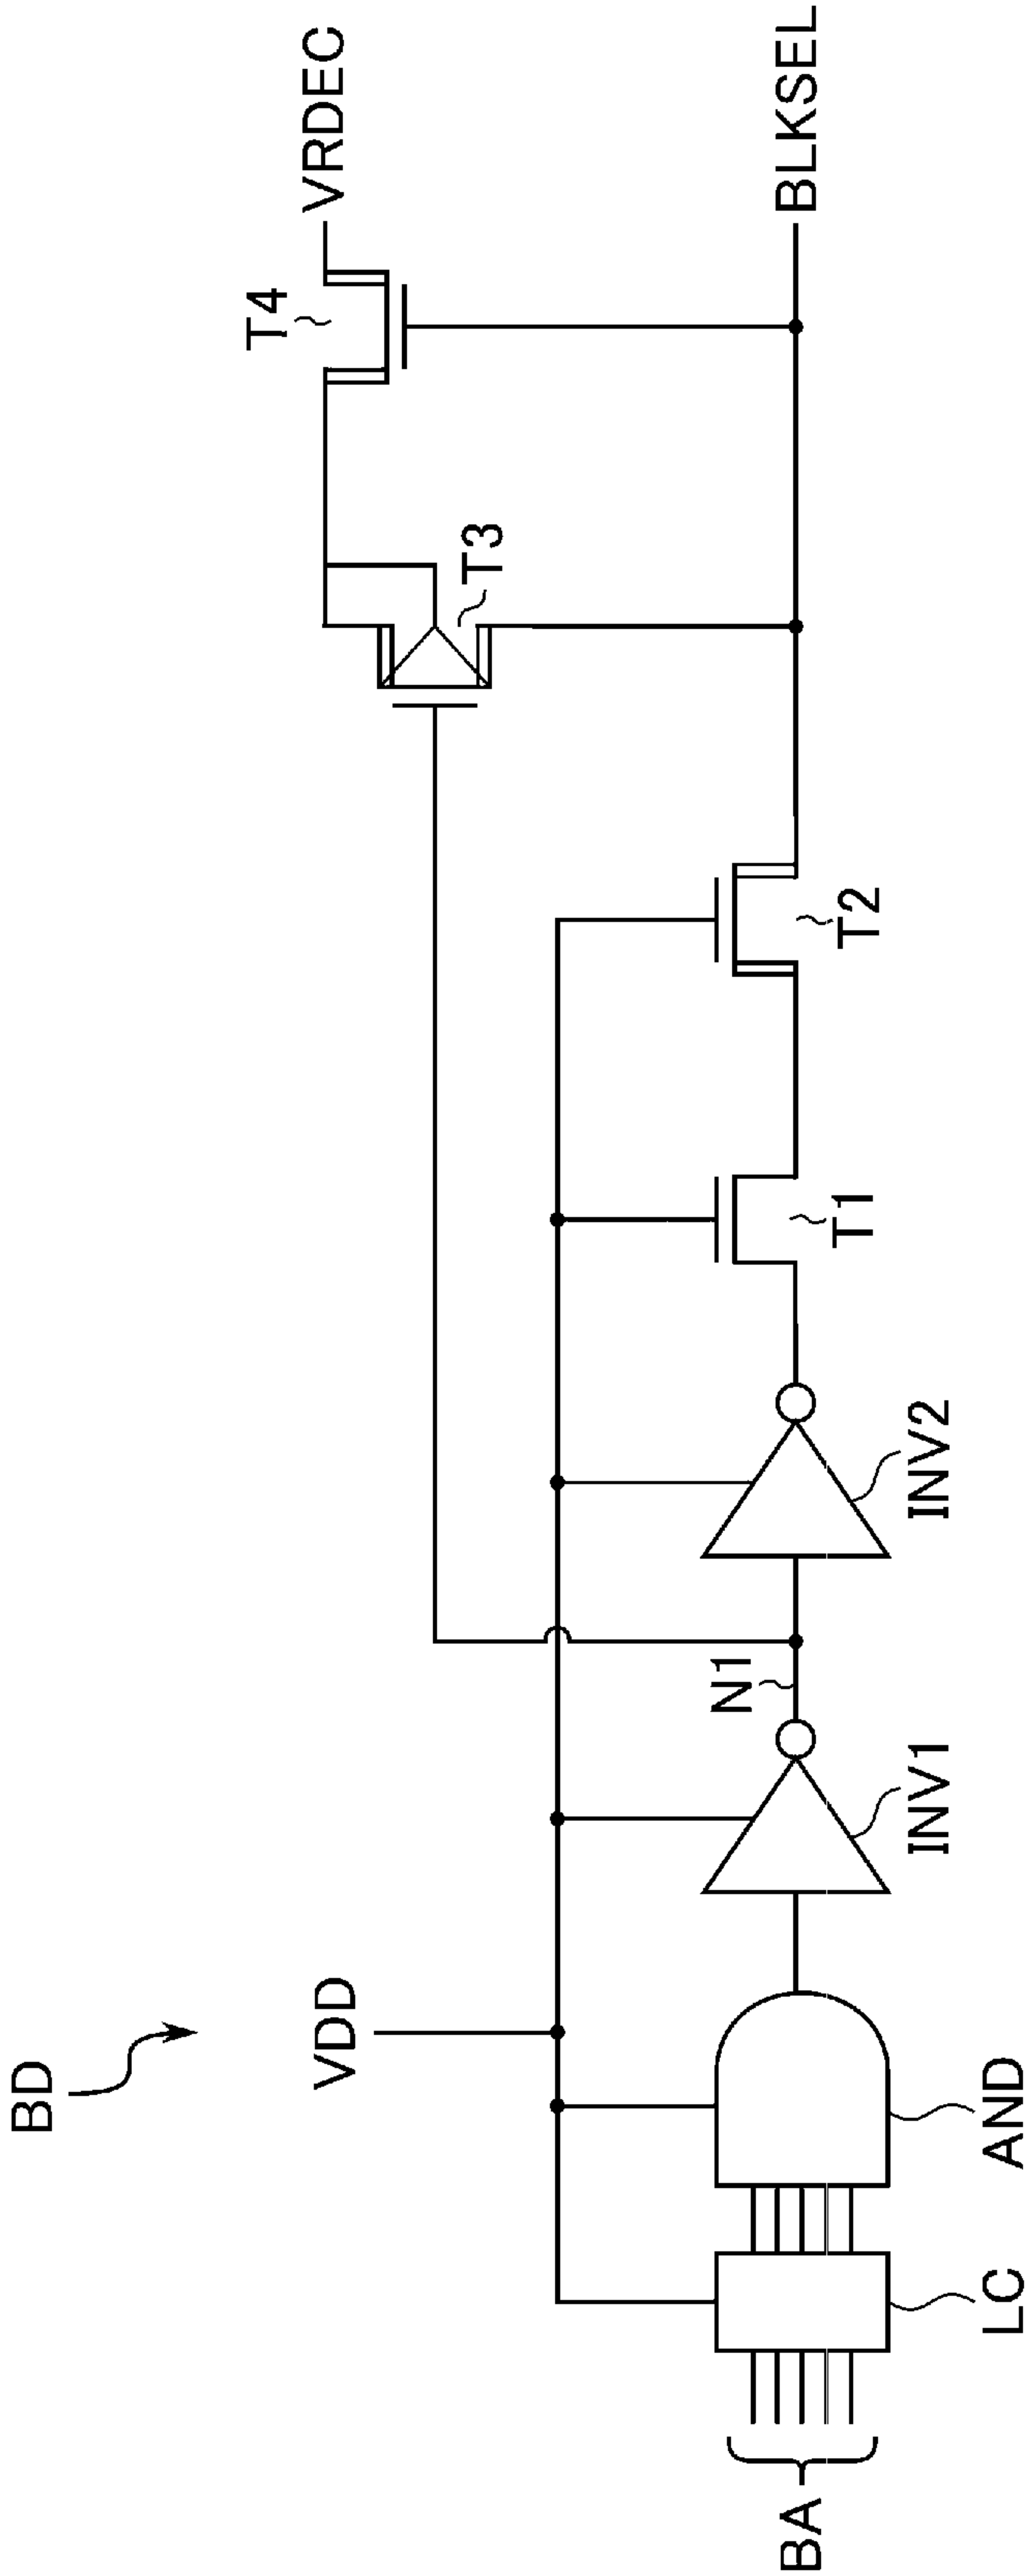 BD
VDD
VRDEC
T4
T3
BLKSEL
T2
T1
N1
INV2
INV1
AND
LC
BA